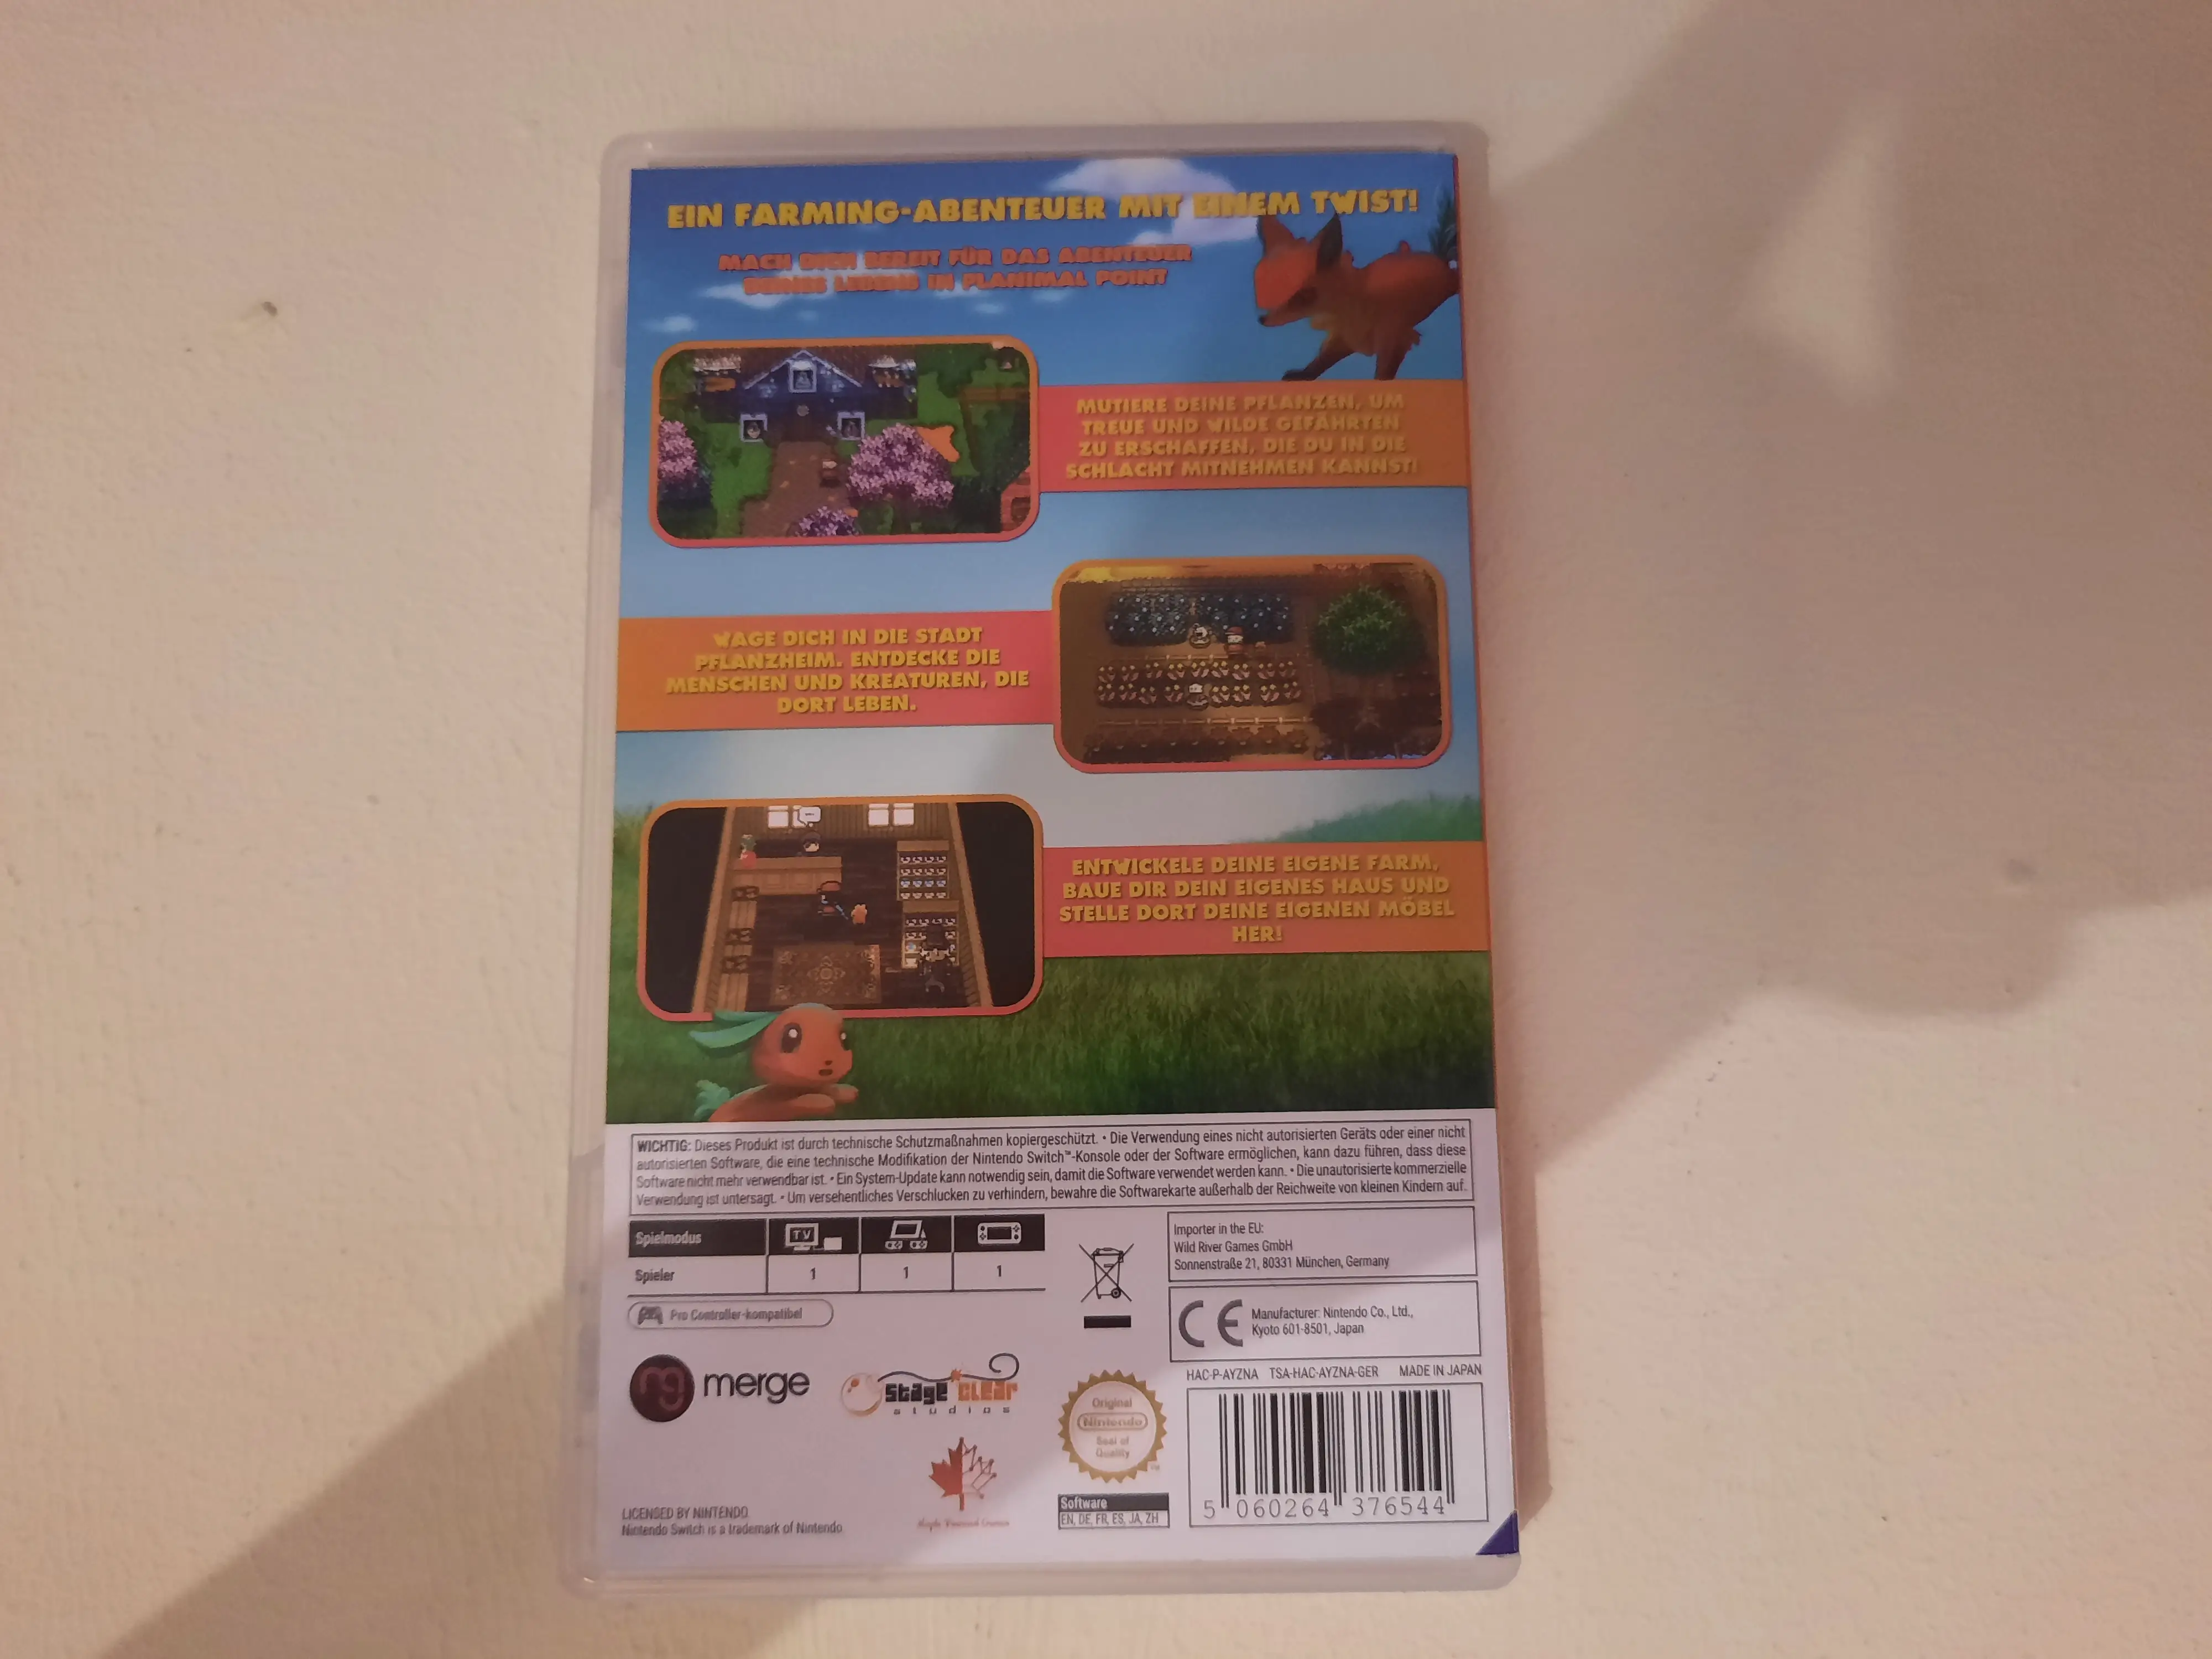 EIN FARMING-ABENTEUER MIT EINEM TWIST!
MACH DICH BEREIT FÜR DAS ABENTEUER
DEINES LEBENS IN PLANIMAL POINT
MUTIERE DEINE PFLANZEN, UM
TREUE UND WILDE GEFÄHRTEN
ZU ERSCHAFFEN, DIE DU IN DIE
SCHLACHT MITNEHMEN KANNST!
WAGE DICH IN DIE STADT
PFLANZHEIM. ENTDECKE DIE
MENSCHEN UND KREATUREN, DIE
DORT LEBEN.
ENTWICKELE DEINE EIGENE FARM,
BAUE DIR DEIN EIGENES HAUS UND
STELLE DORT DEINE EIGENEN MÖBEL
HER!
WICHTIG: Dieses Produkt ist durch technische Schutzmaßnahmen kopiergeschützt. • Die Verwendung eines nicht autorisierten Geräts oder einer nicht
autorisierten Software, die eine technische Modifikation der Nintendo Switch™-Konsole oder der Software ermöglichen, kann dazu führen, dass diese
Software nicht mehr verwendbar ist. • Ein System-Update kann notwendig sein, damit die Software verwendet werden kann. • Die unautorisierte kommerzielle
Verwendung ist untersagt. • Um versehentliches Verschlucken zu verhindern, bewahre die Softwarekarte außerhalb der Reichweite von kleinen Kindern auf.
Spielmodus TV
Spieler 1 1 1
Pro Controller-kompatibel
Importer in the EU:
Wild River Games GmbH
Sonnenstraße 21, 80331 München, Germany
CE Manufacturer: Nintendo Co., Ltd.,
Kyoto 601-8501, Japan
HAC-P-AYZNA TSA-HAC-AYZNA-GER MADE IN JAPAN
mg merge
stage clear
studios
Original
Nintendo
Seal of
Quality
Software
EN, DE, FR, ES, JA, ZH
5 060264 376544
LICENSED BY NINTENDO
Nintendo Switch is a trademark of Nintendo